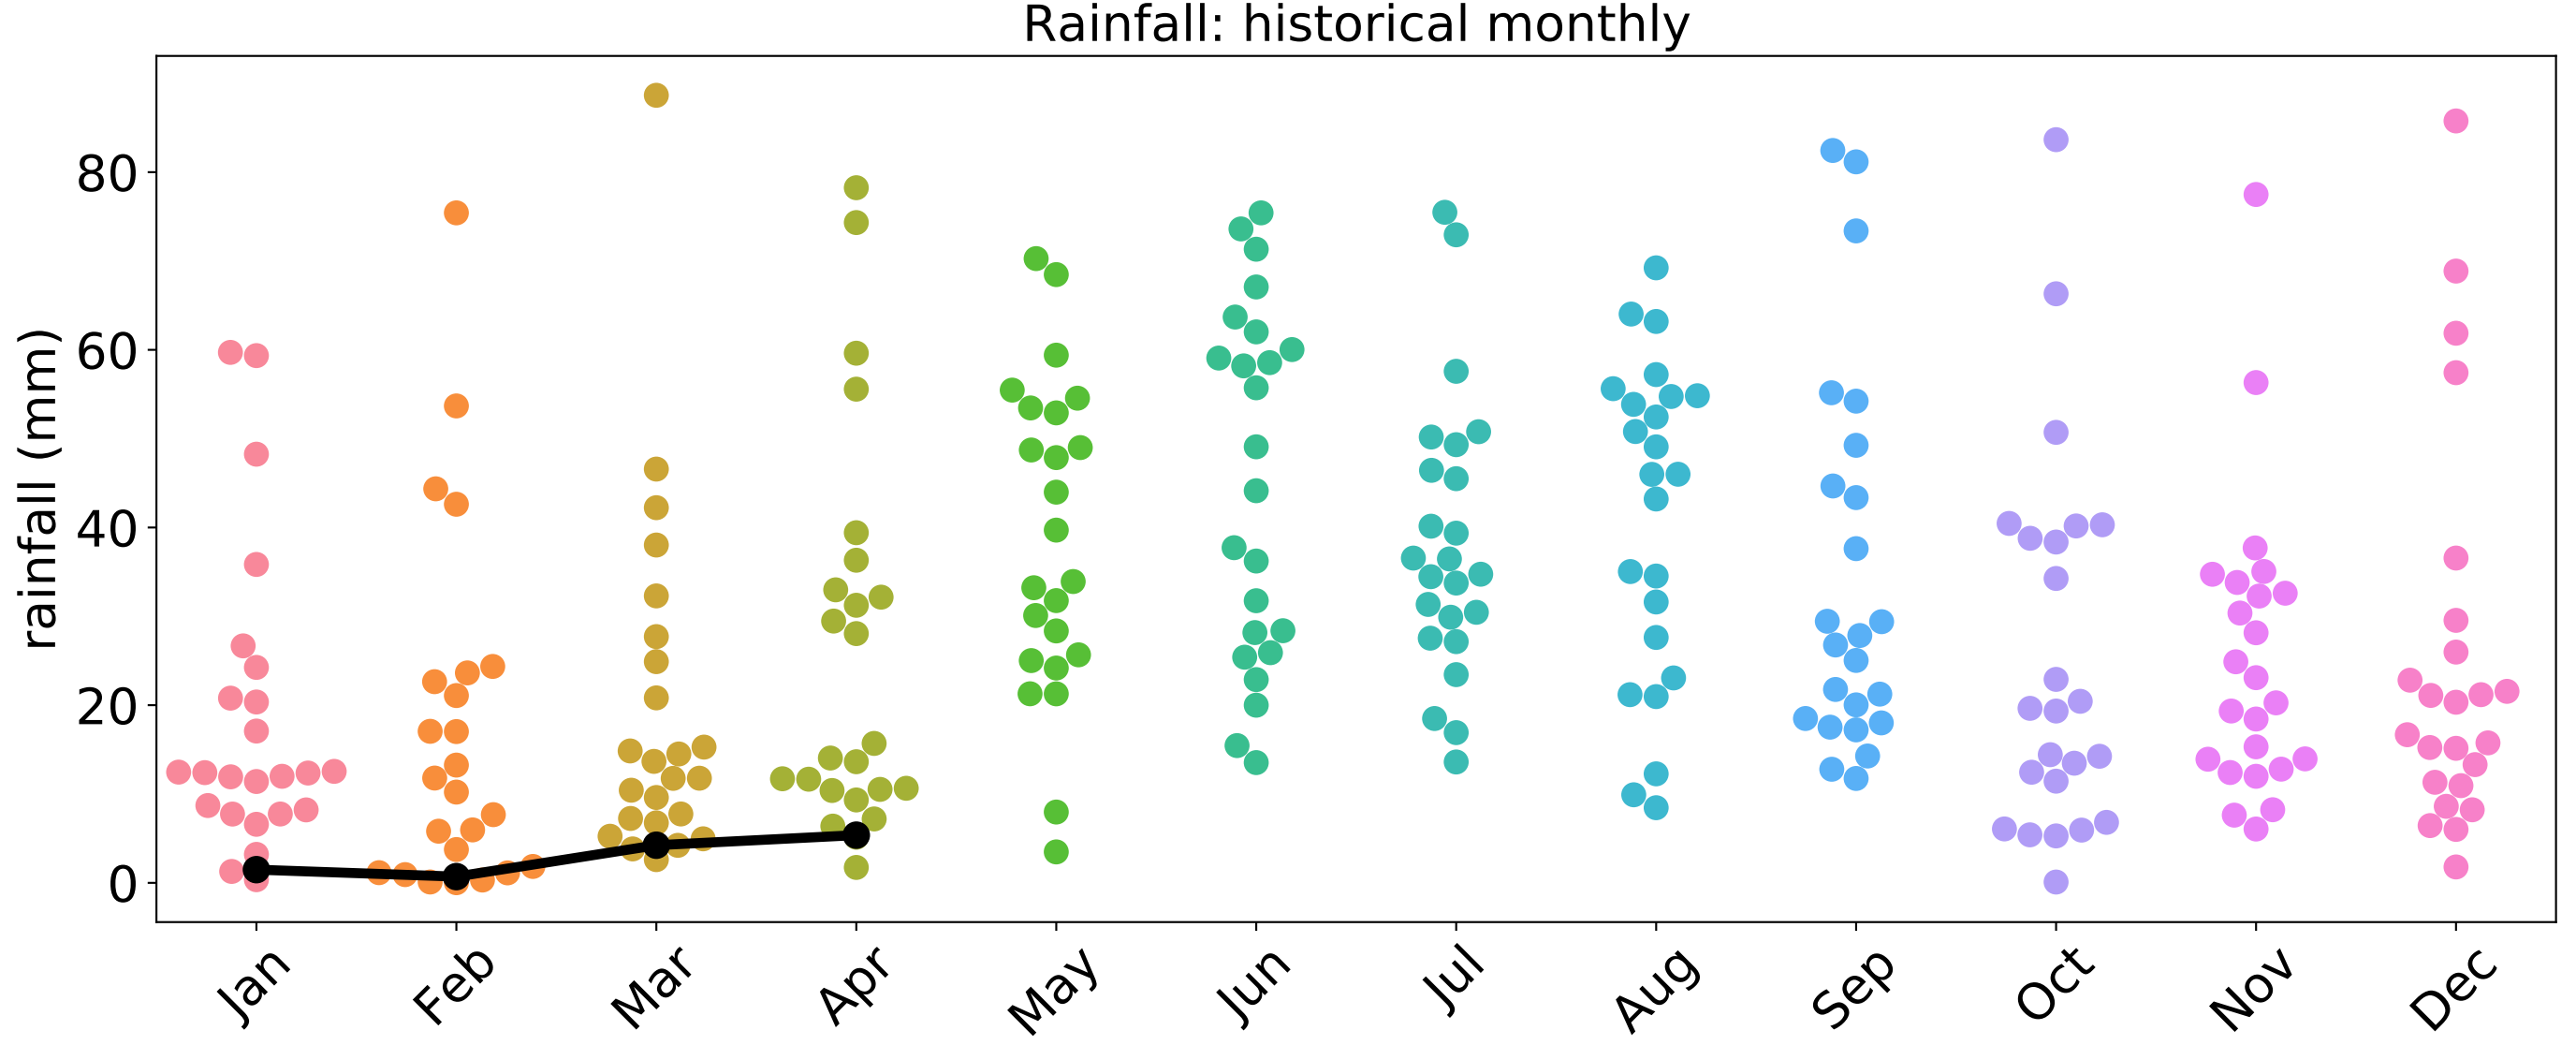 Rainfall: historical monthly
rainfall (mm)
80
60
40
20
0
Jan Feb Mar Apr May Jun Jul Aug Sep Oct Nov Dec